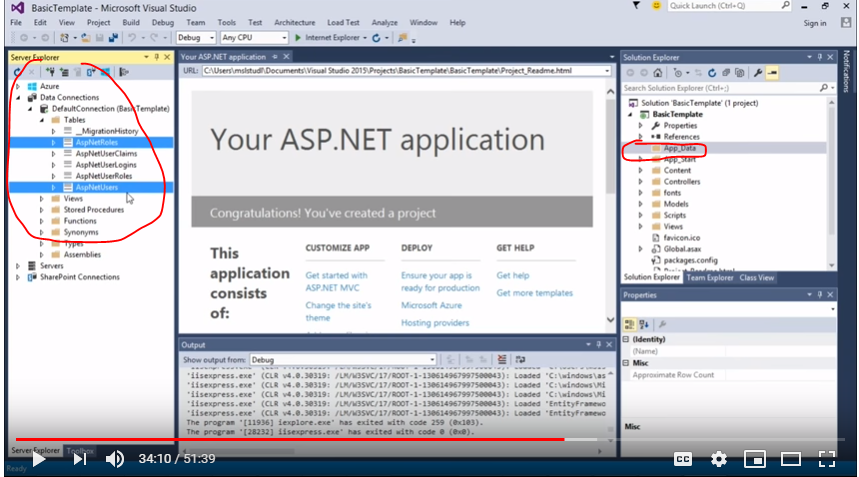 BasicTemplate - Microsoft Visual Studio
Quick Launch (Ctrl+Q)
File Edit View Project Build Debug Team Tools Test Architecture Load Test Analyze Window Help
Sign in
Debug Any CPU Internet Explorer
Server Explorer
Azure
Data Connections
DefaultConnection (BasicTemplate)
Tables
__MigrationHistory
AspNetRoles
AspNetUserClaims
AspNetUserLogins
AspNetUserRoles
AspNetUsers
Views
Stored Procedures
Functions
Synonyms
Types
Assemblies
Servers
SharePoint Connections
Your ASP.NET application
URL: C:\Users\mslstudl\Documents\Visual Studio 2015\Projects\BasicTemplate\BasicTemplate\Project_Readme.html
Your ASP.NET application
Congratulations! You've created a project
This
application
consists
of:
CUSTOMIZE APP
Get started with
ASP.NET MVC
Change the site's
theme
DEPLOY
Ensure your app is
ready for production
Microsoft Azure
Hosting providers
GET HELP
Get help
Get more templates
Output
Show output from: Debug
'iisexpress.exe' (CLR v4.0.30319: /LM/W3SVC/17/ROOT-1-130614967997500043): Loaded 'C:\windows\as
'iisexpress.exe' (CLR v4.0.30319: /LM/W3SVC/17/ROOT-1-130614967997500043): Loaded 'C:\windows\Mi
'iisexpress.exe' (CLR v4.0.30319: /LM/W3SVC/17/ROOT-1-130614967997500043): Loaded 'C:\windows\Mi
'iisexpress.exe' (CLR v4.0.30319: /LM/W3SVC/17/ROOT-1-130614967997500043): Loaded 'EntityFramewo
'iisexpress.exe' (CLR v4.0.30319: /LM/W3SVC/17/ROOT-1-130614967997500043): Loaded 'EntityFramewo
The program '[11936] iexplore.exe' has exited with code 259 (0x103).
The program '[28232] iisexpress.exe' has exited with code 0 (0x0).
Solution Explorer
Search Solution Explorer (Ctrl+;)
Solution 'BasicTemplate' (1 project)
BasicTemplate
Properties
References
App_Data
App_Start
Content
Controllers
fonts
Models
Scripts
Views
favicon.ico
Global.asax
packages.config
Project_Readme.html
Solution Explorer Team Explorer Class View
Notifications
Properties
(Identity)
(Name)
Misc
Approximate Row Count
Misc
Server Explorer Toolbox
Ready
34:10 / 51:39
CC